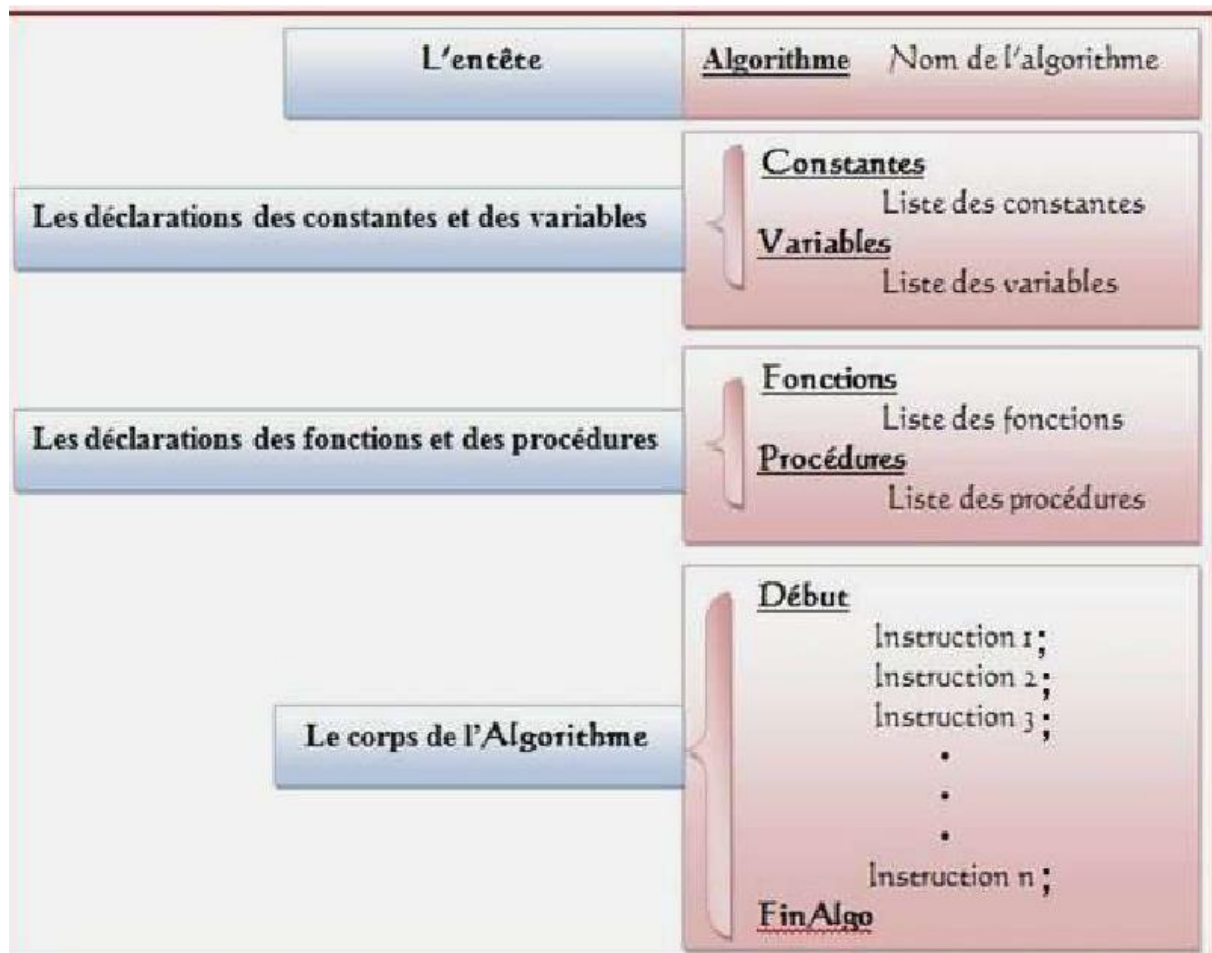 L'entête
Algorithme Nom de l'algorithme
Les déclarations des constantes et des variables
Constantes
Liste des constantes
Variables
Liste des variables
Les déclarations des fonctions et des procédures
Fonctions
Liste des fonctions
Procédures
Liste des procédures
Le corps de l'Algorithme
Début
Instruction 1;
Instruction 2;
Instruction 3;
.
.
.
Instruction n;
FinAlgo